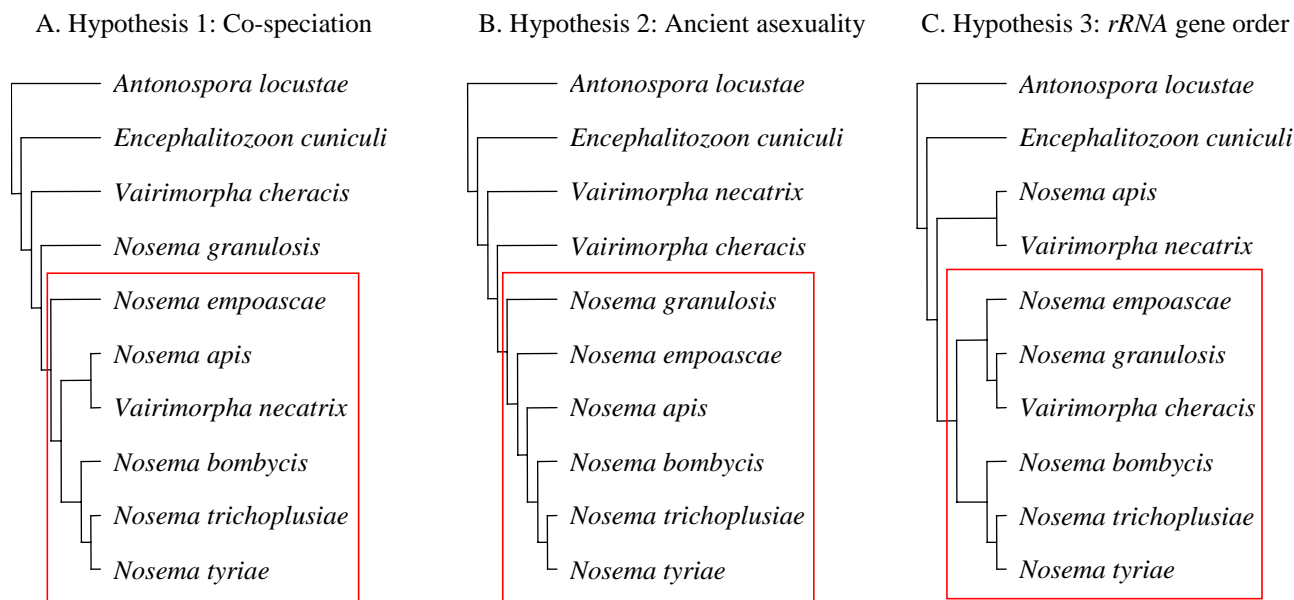 A. Hypothesis 1: Co-speciation
Antonospora locustae
Encephalitozoon cuniculi
Vairimorpha cheracis
Nosema granulosis
Nosema empoascae
Nosema apis
Vairimorpha necatrix
Nosema bombycis
Nosema trichoplusiae
Nosema tyriae
B. Hypothesis 2: Ancient asexuality
Antonospora locustae
Encephalitozoon cuniculi
Vairimorpha necatrix
Vairimorpha cheracis
Nosema granulosis
Nosema empoascae
Nosema apis
Nosema bombycis
Nosema trichoplusiae
Nosema tyriae
C. Hypothesis 3: rRNA gene order
Antonospora locustae
Encephalitozoon cuniculi
Nosema apis
Vairimorpha necatrix
Nosema empoascae
Nosema granulosis
Vairimorpha cheracis
Nosema bombycis
Nosema trichoplusiae
Nosema tyriae